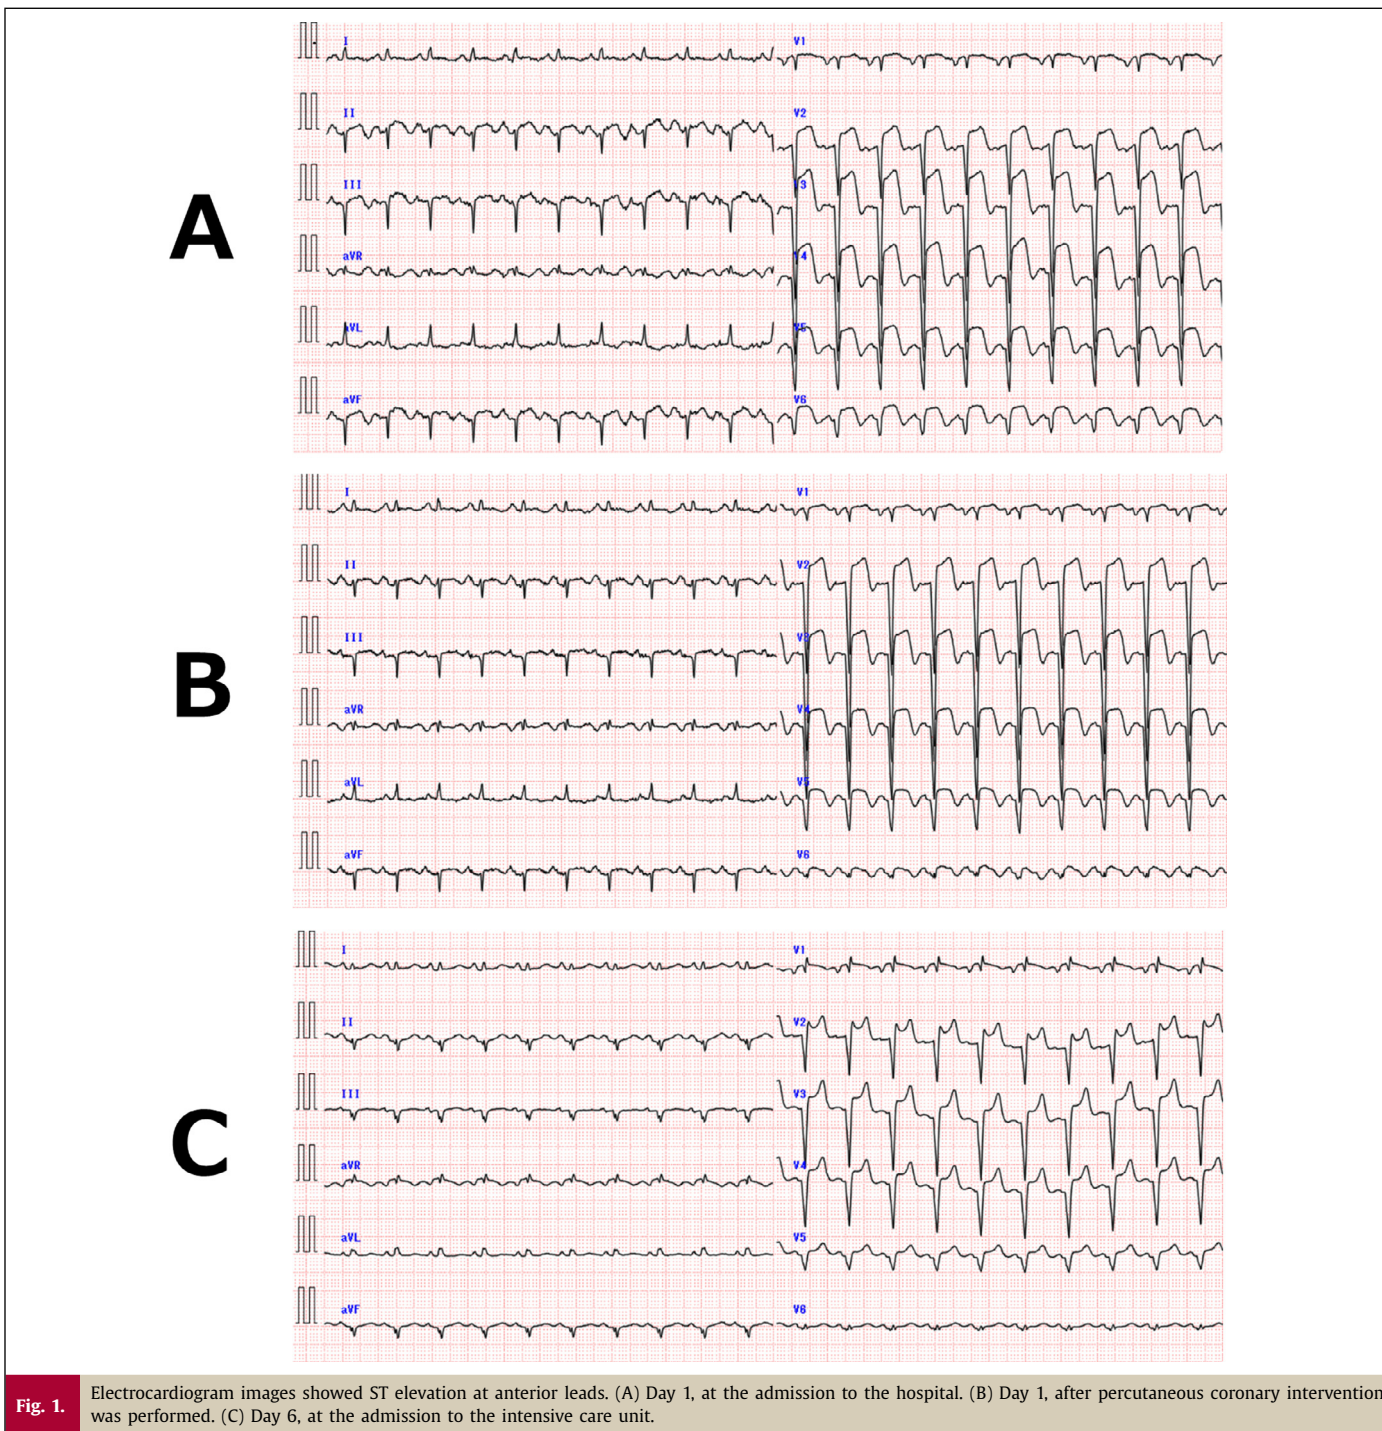 A
I
V1
II
V2
III
V3
aVR
V4
aVL
V5
aVF
V6
B
I
V1
II
V2
III
V3
aVR
V4
aVL
V5
aVF
V6
C
I
V1
II
V2
III
V3
aVR
V4
aVL
V5
aVF
V6
Fig. 1.
Electrocardiogram images showed ST elevation at anterior leads. (A) Day 1, at the admission to the hospital. (B) Day 1, after percutaneous coronary intervention
was performed. (C) Day 6, at the admission to the intensive care unit.